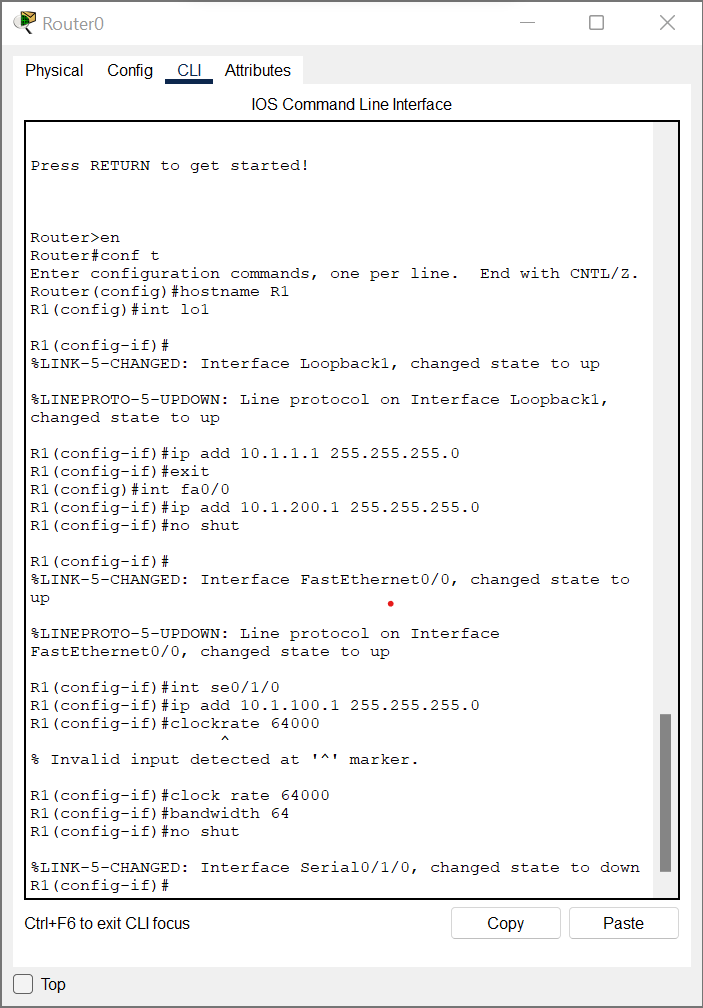 Router0
Physical Config CLI Attributes
IOS Command Line Interface
Press RETURN to get started!
Router>en
Router#conf t
Enter configuration commands, one per line.  End with CNTL/Z.
Router(config)#hostname R1
R1(config)#int lo1
R1(config-if)#
%LINK-5-CHANGED: Interface Loopback1, changed state to up
%LINEPROTO-5-UPDOWN: Line protocol on Interface Loopback1,
changed state to up
R1(config-if)#ip add 10.1.1.1 255.255.255.0
R1(config-if)#exit
R1(config)#int fa0/0
R1(config-if)#ip add 10.1.200.1 255.255.255.0
R1(config-if)#no shut
R1(config-if)#
%LINK-5-CHANGED: Interface FastEthernet0/0, changed state to
up
%LINEPROTO-5-UPDOWN: Line protocol on Interface
FastEthernet0/0, changed state to up
R1(config-if)#int se0/1/0
R1(config-if)#ip add 10.1.100.1 255.255.255.0
R1(config-if)#clockrate 64000
^
% Invalid input detected at '^' marker.
R1(config-if)#clock rate 64000
R1(config-if)#bandwidth 64
R1(config-if)#no shut
%LINK-5-CHANGED: Interface Serial0/1/0, changed state to down
R1(config-if)#
Ctrl+F6 to exit CLI focus
Copy Paste
Top